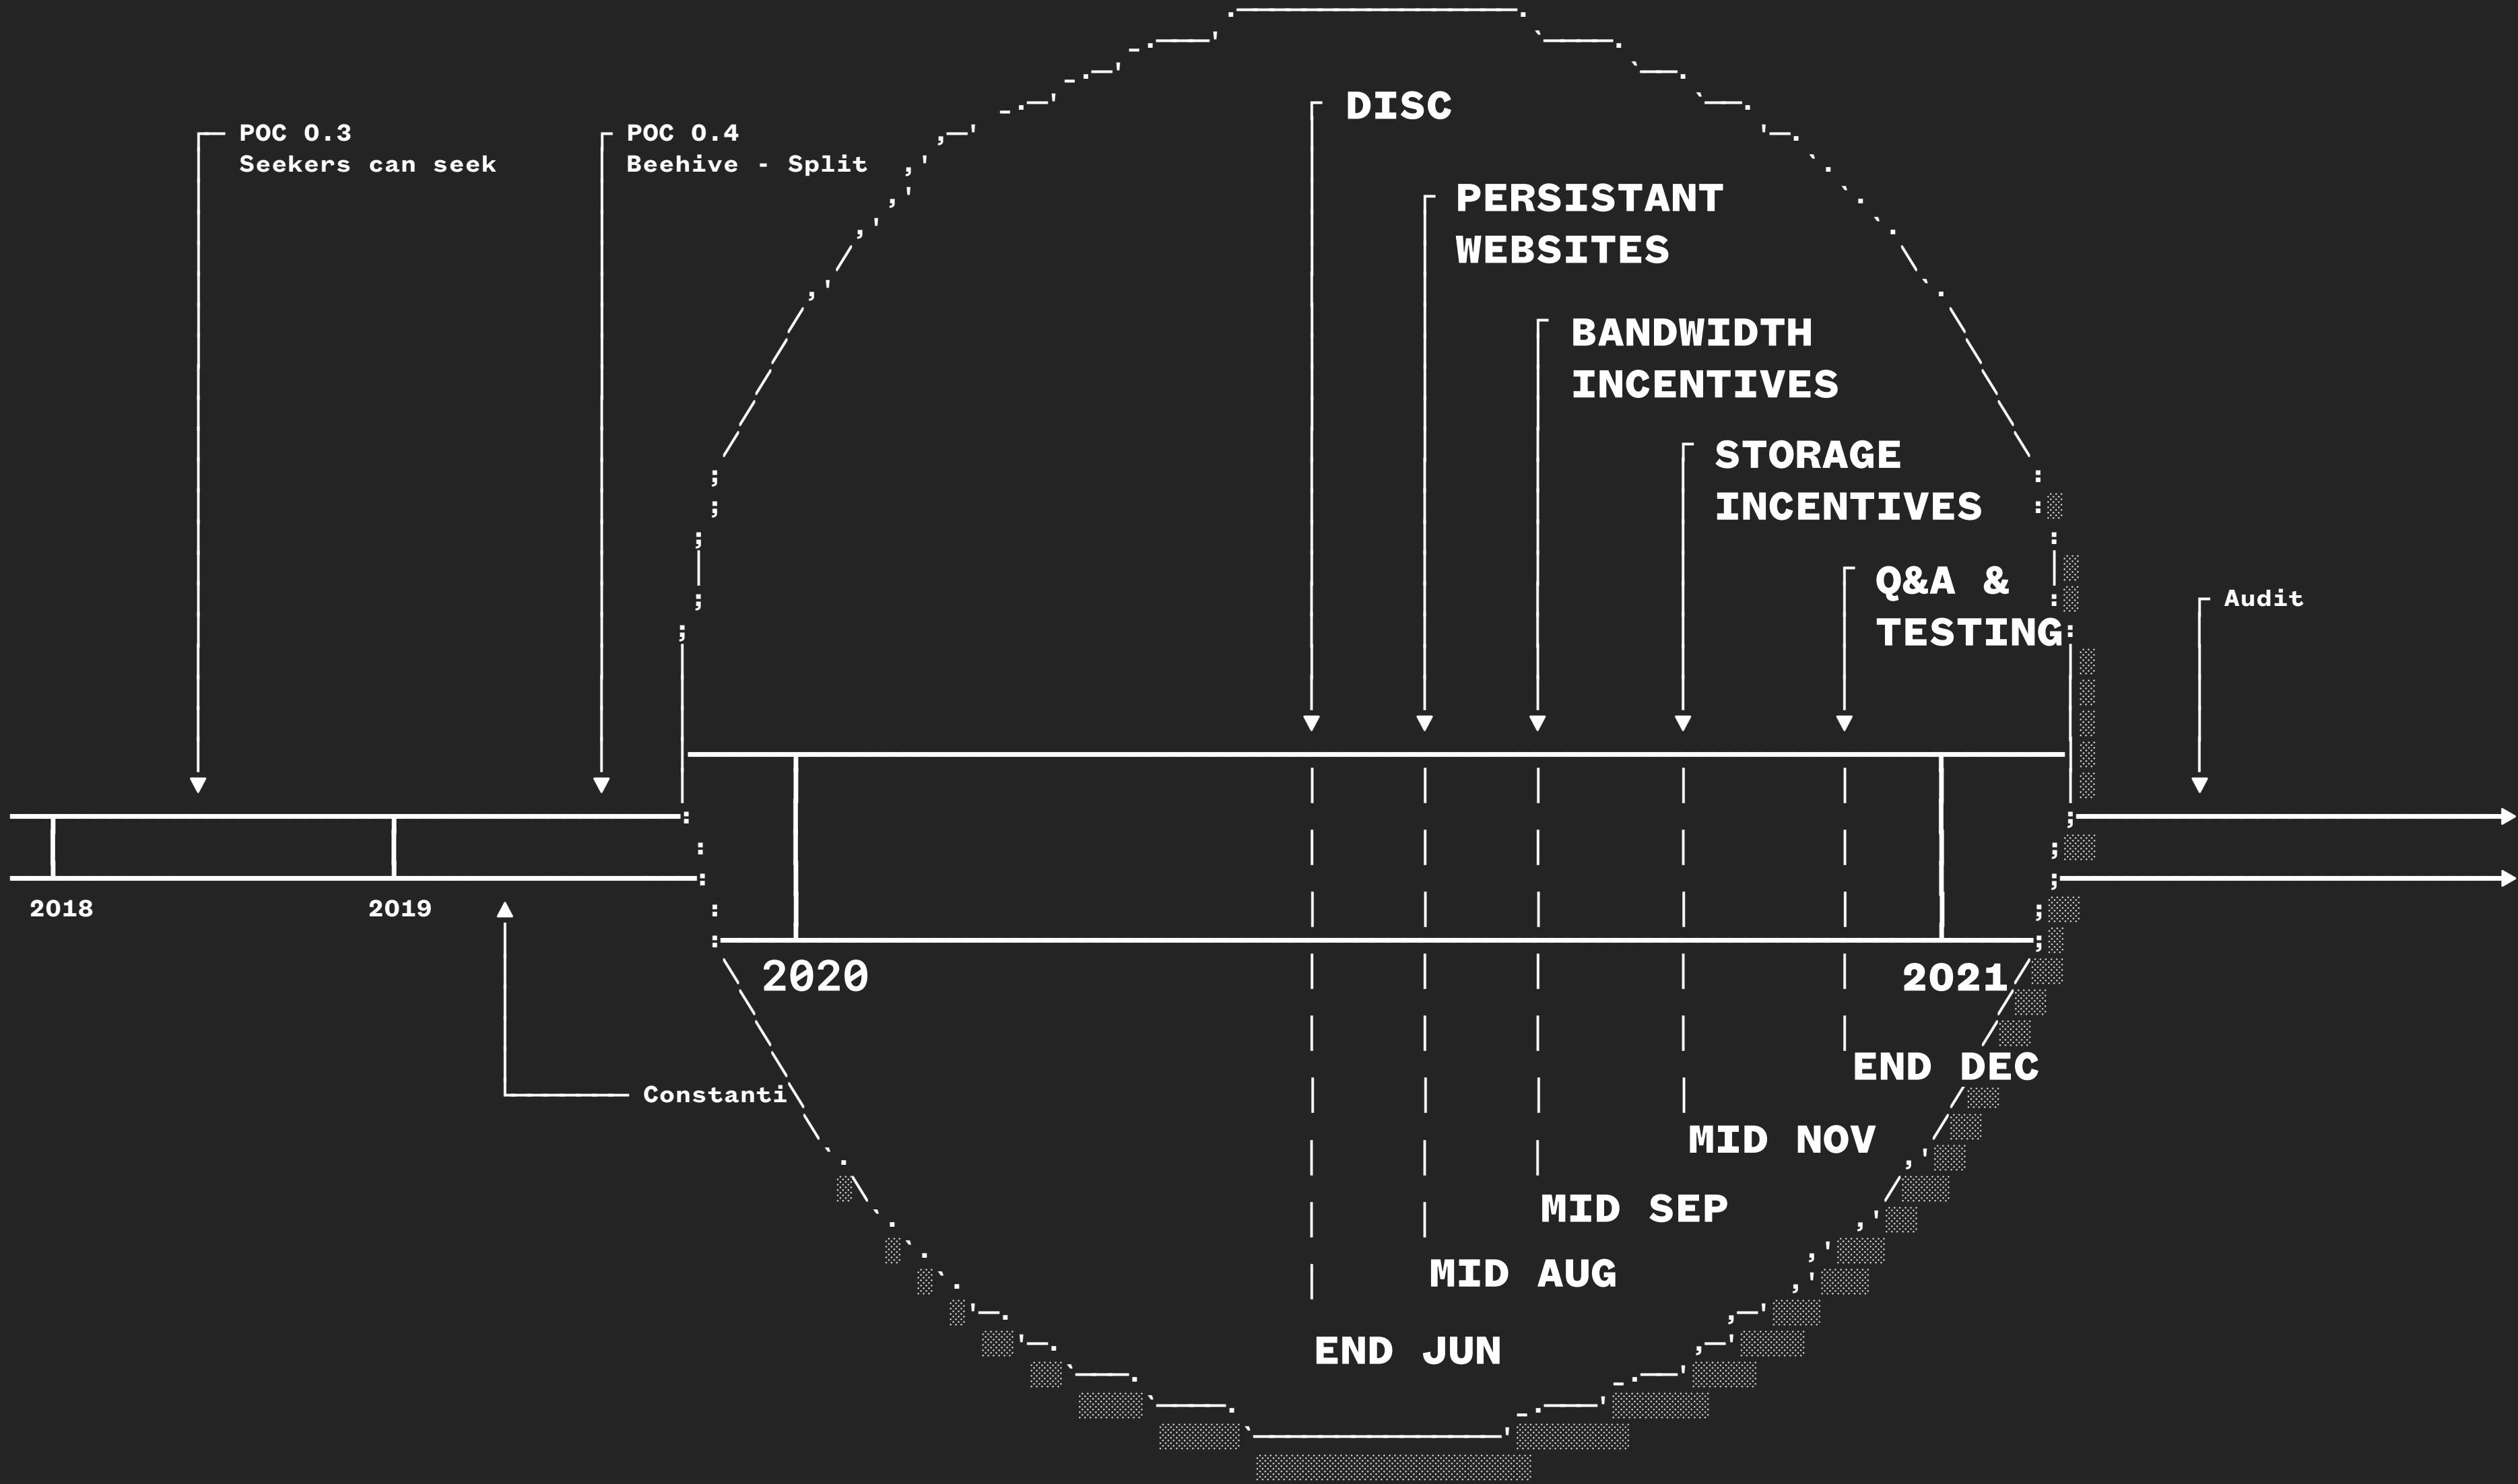 DISC
POC 0.3
Seekers can seek
POC 0.4
Beehive - Split
PERSISTANT
WEBSITES
BANDWIDTH
INCENTIVES
STORAGE
INCENTIVES
Q&A &
TESTING
Audit
2018
2019
2020
2021
END DEC
Constanti
MID NOV
MID SEP
MID AUG
END JUN